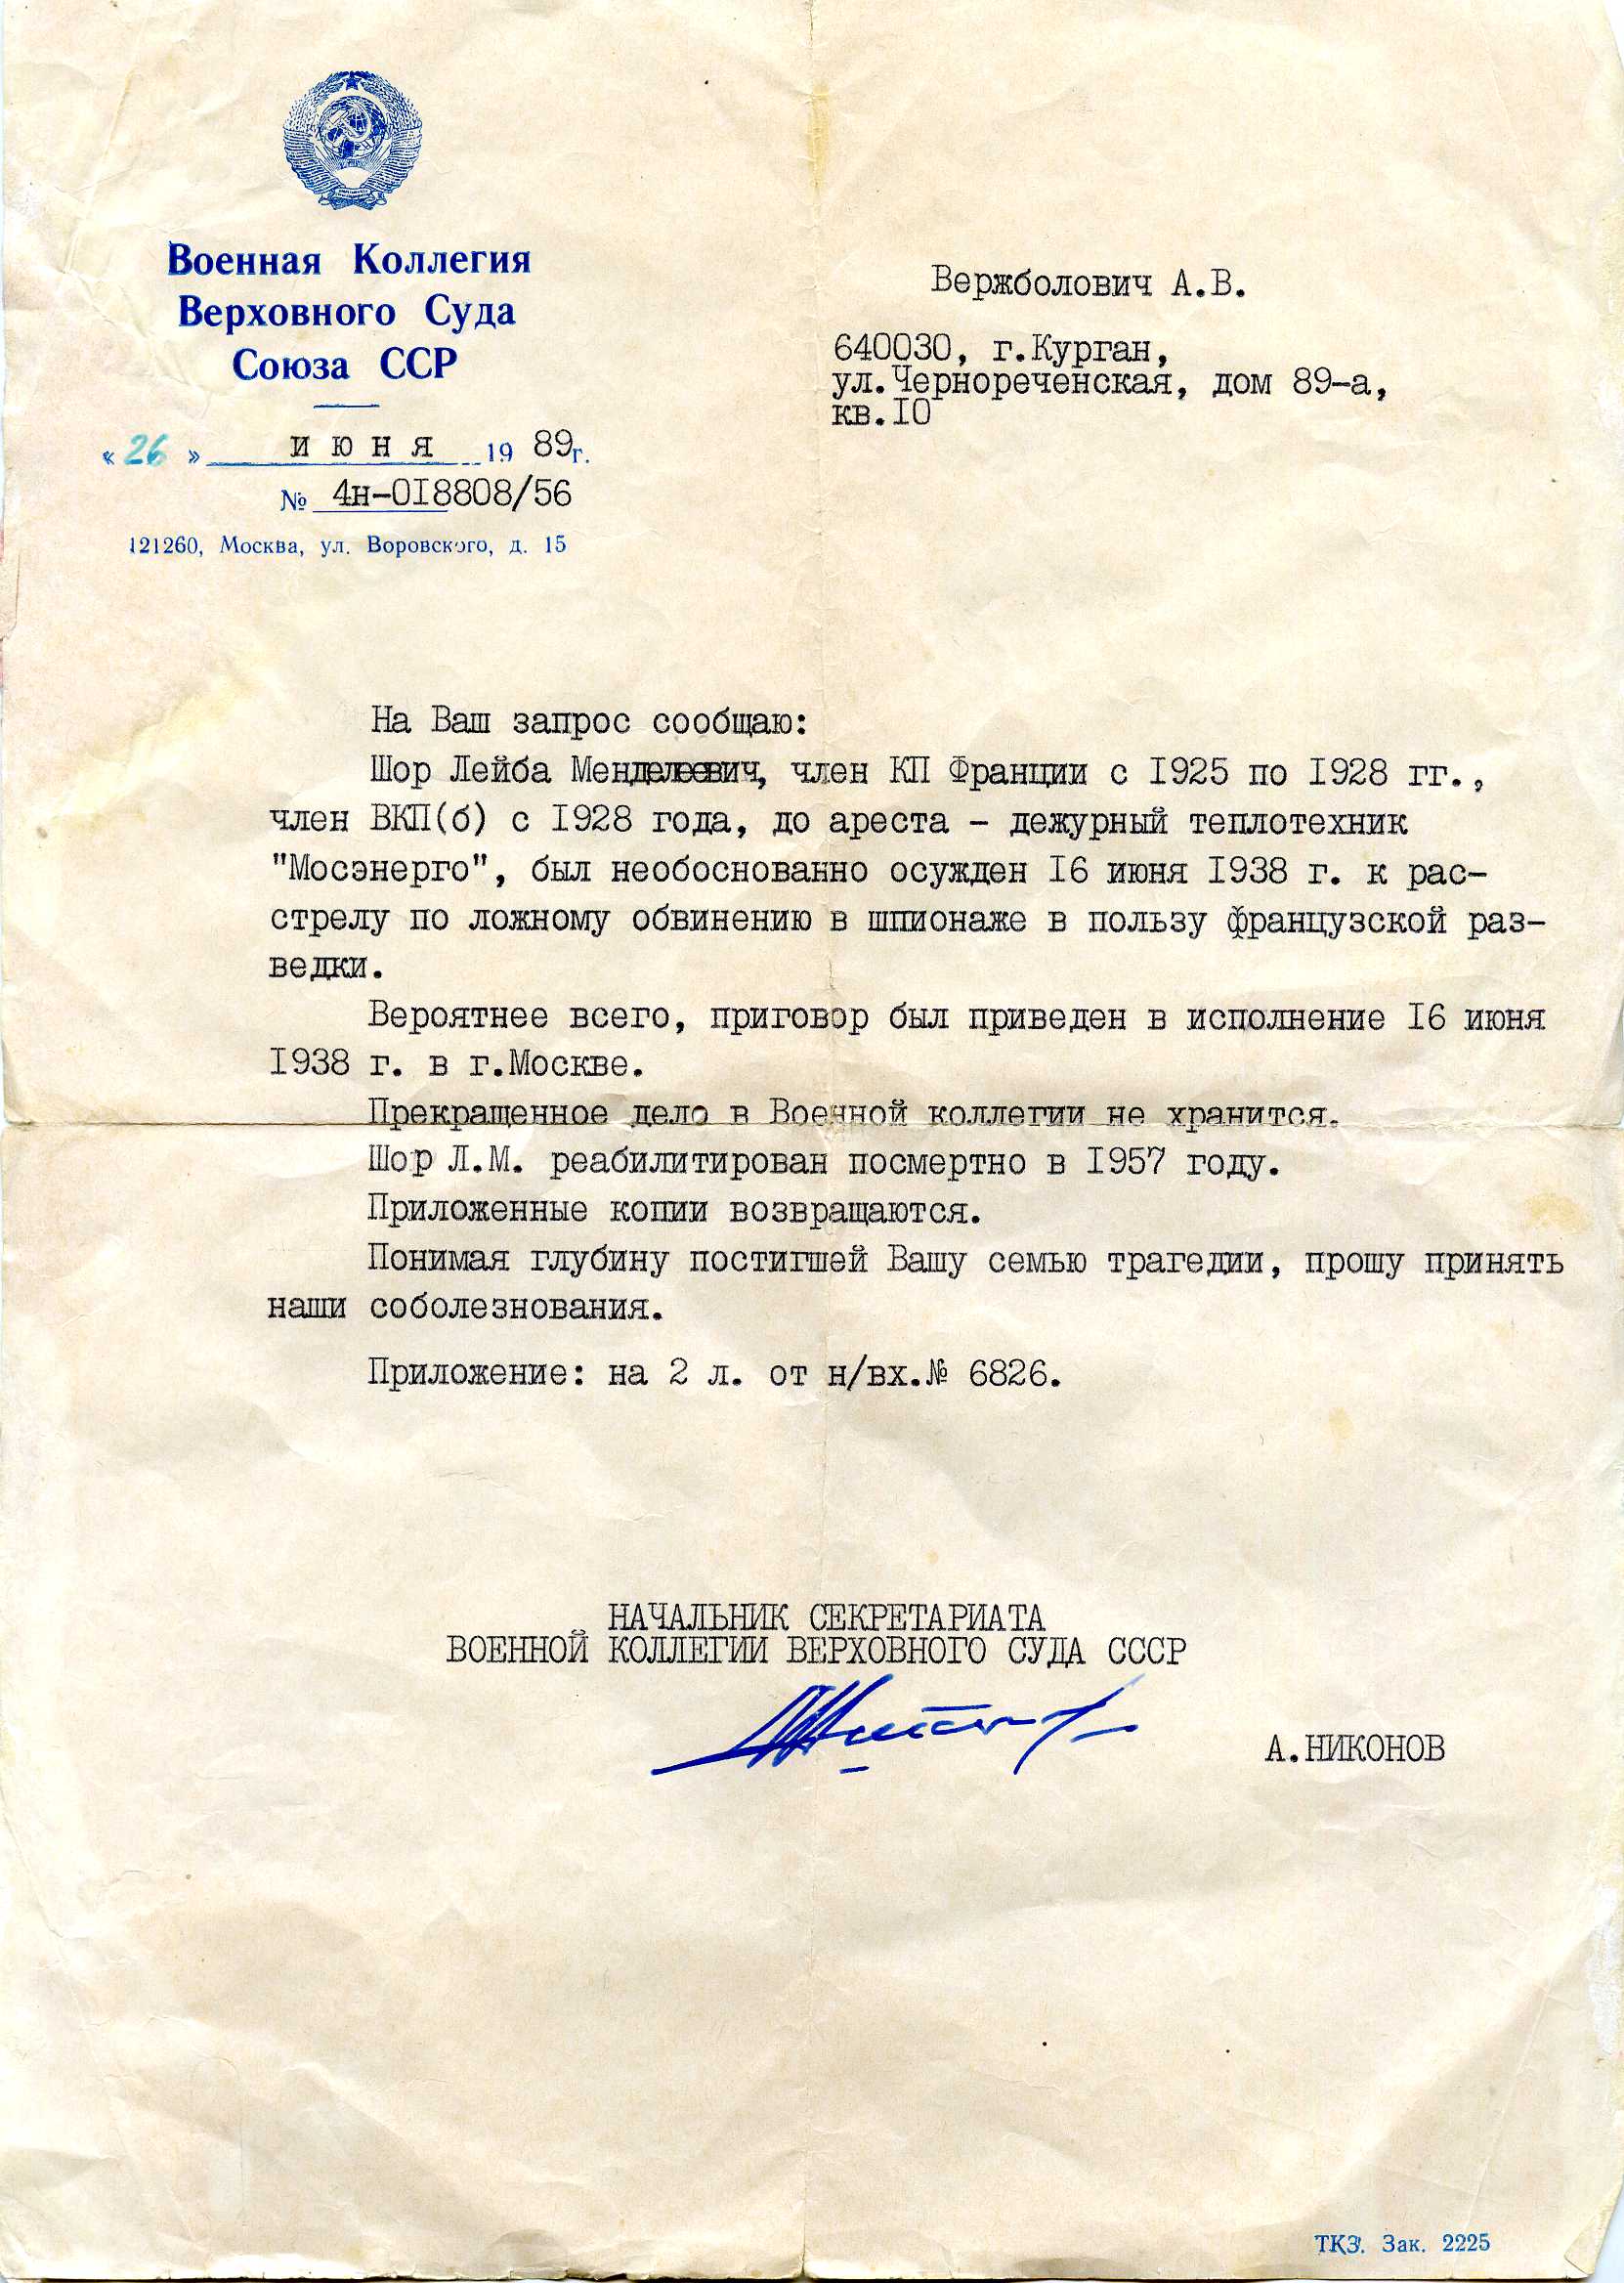 Военная Коллегия
Верховного Суда
Союза ССР
« 26 » июня 1989г.
№ 4н-018808/56
121260, Москва, ул. Воровского, д. 15
Вержболович А.В.
640030, г.Курган,
ул.Чернореченская, дом 89-а,
кв.10
На Ваш запрос сообщаю:
Шор Лейба Менделеевич, член КП Франции с 1925 по 1928 гг.,
член ВКП(б) с 1928 года, до ареста - дежурный теплотехник
"Мосэнерго", был необоснованно осужден 16 июня 1938 г. к рас-
стрелу по ложному обвинению в шпионаже в пользу французской раз-
ведки.
Вероятнее всего, приговор был приведен в исполнение 16 июня
1938 г. в г.Москве.
Прекращенное дело в Военной коллегии не хранится.
Шор Л.М. реабилитирован посмертно в 1957 году.
Приложенные копии возвращаются.
Понимая глубину постигшей Вашу семью трагедии, прошу принять
наши соболезнования.
Приложение: на 2 л. от н/вх.№ 6826.
НАЧАЛЬНИК СЕКРЕТАРИАТА
ВОЕННОЙ КОЛЛЕГИИ ВЕРХОВНОГО СУДА СССР
А.НИКОНОВ
ТКЗ. Зак. 2225